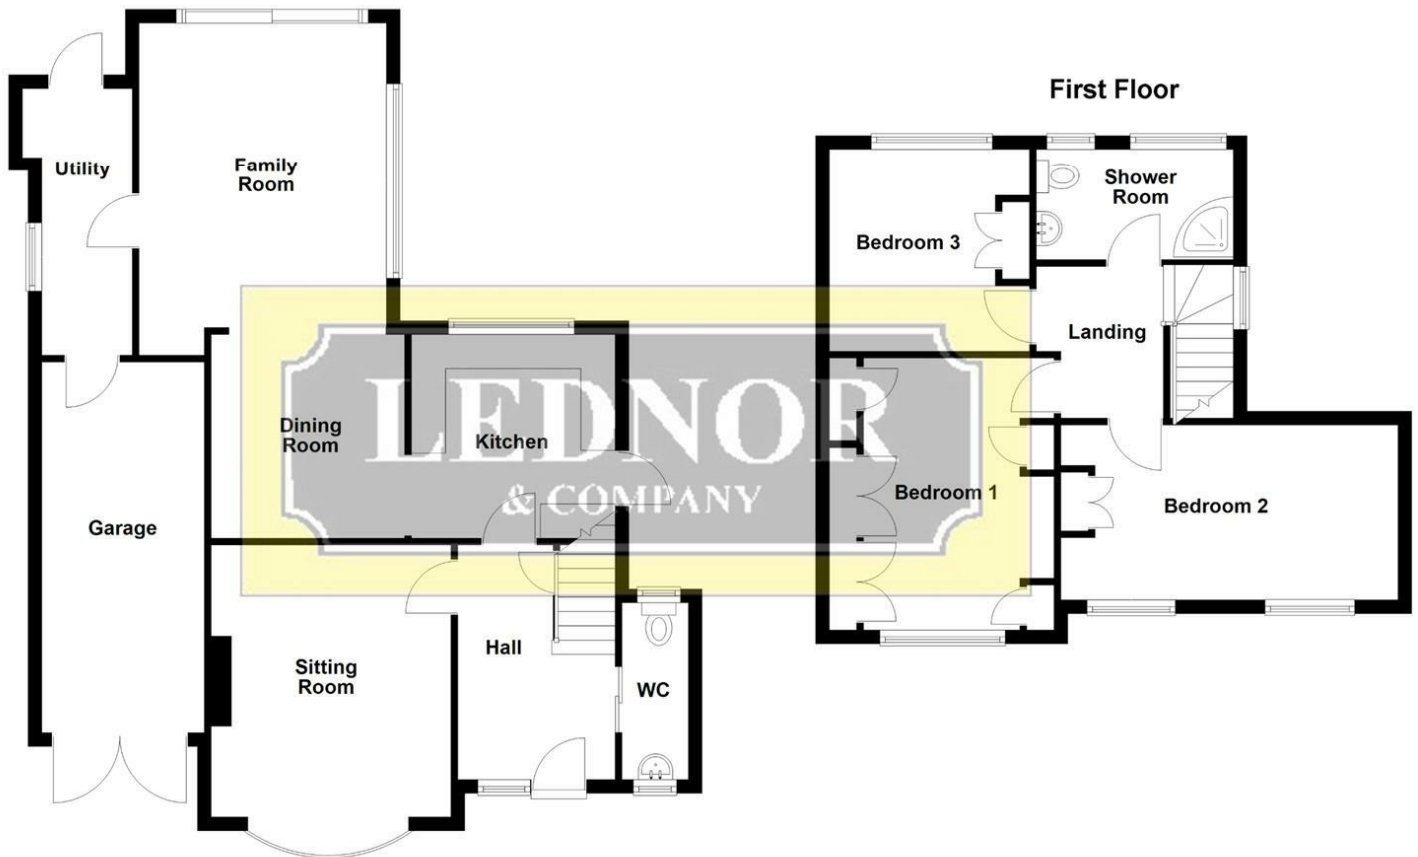 First Floor
Utility
Family
Room
Shower
Room
Bedroom 3
Landing
LEDNOR
& COMPANY
Dining
Room
Kitchen
Bedroom 1
Bedroom 2
Garage
Sitting
Room
Hall
WC